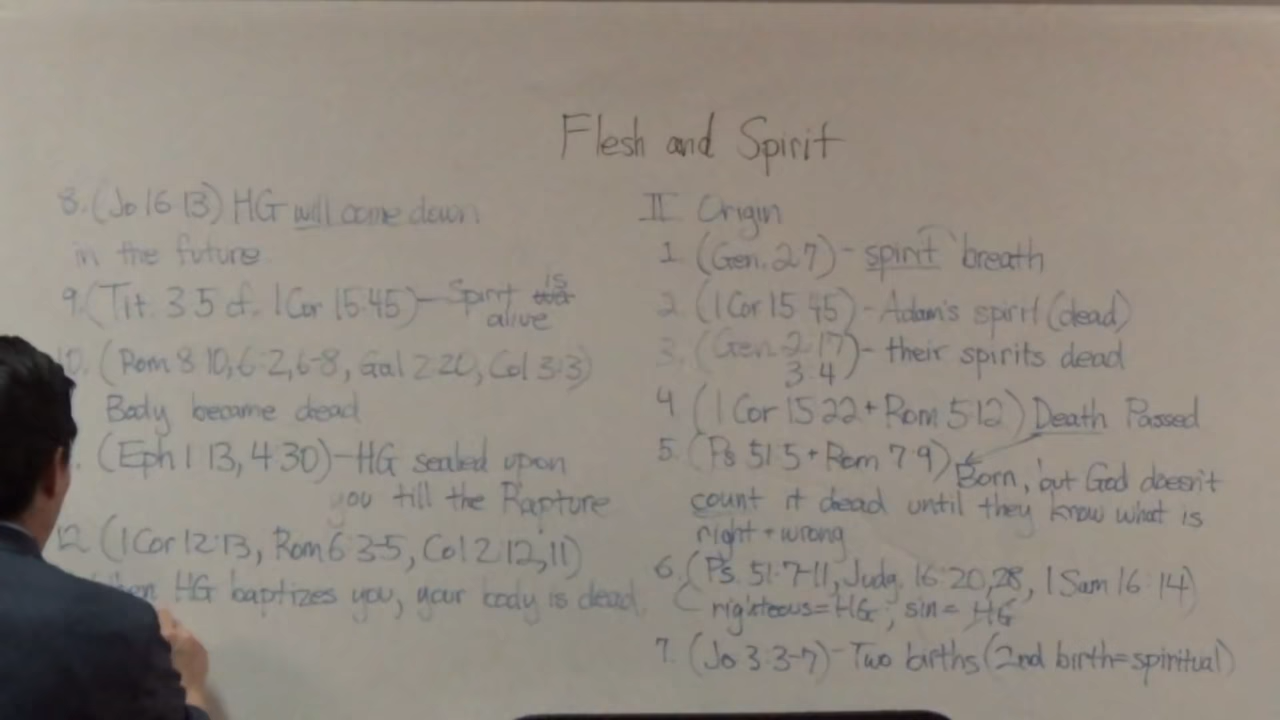 Flesh and Spirit
II Origin
1. (Gen. 2:7) - spirit 'breath
2. (1 Cor 15:45) - Adam's spirit (dead)
3. (Gen. 2:17) - their spirits dead
3:4
4 (1 Cor 15:22 + Rom 5:12) Death Passed
5. (Ps 51:5 + Rom 7:9) Born, but God doesn't
count it dead until they know what is
right + wrong
6. (Ps. 51:7-11, Judg. 16:20,28, 1 Sam 16:14)
righteous = HG; sin = HG
7. (Jo 3:3-7) - Two births (2nd birth = spiritual)
8. (Jo 16:13) HG will come down
in the future
9. (Tit. 3:5 cf. 1 Cor 15:45) - Spirit is
alive
(Rom 8:10, 6:2, 6-8, Gal 2:20, Col 3:3)
Body became dead
(Eph 1:13, 4:30) - HG sealed upon
you till the Rapture
12. (1 Cor 12:13, Rom 6:3-5, Col 2:12,11)
HG baptizes you, your body is dead.